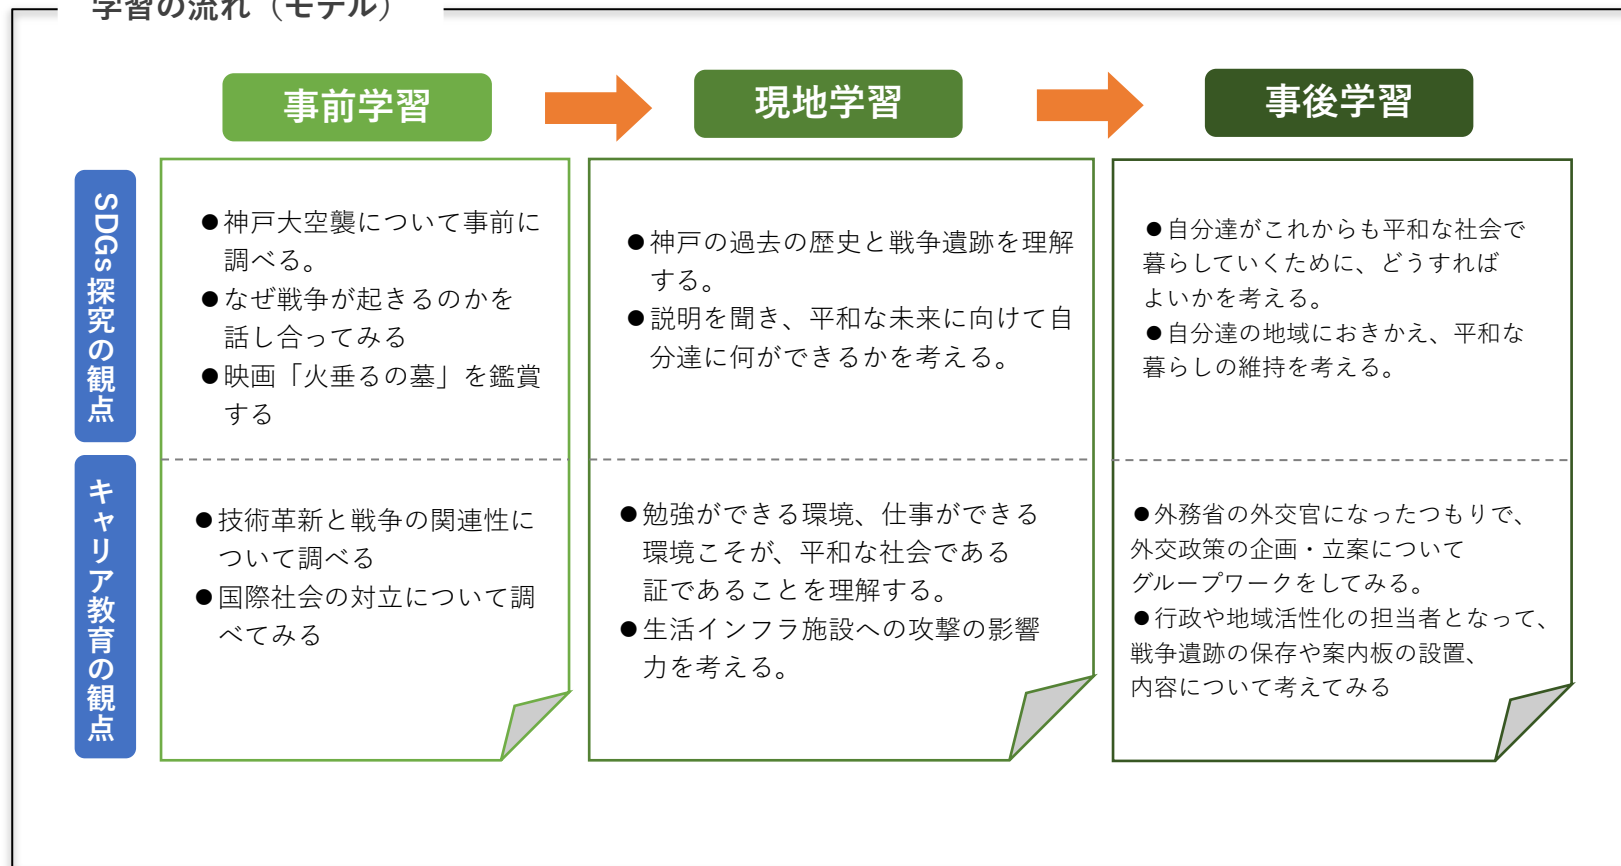 学習の流れ（モデル）
事前学習
現地学習
事後学習
SDGs探究の観点
●神戸大空襲について事前に
調べる。
●なぜ戦争が起きるのかを
話し合ってみる
●映画「火垂るの墓」を鑑賞
する
●神戸の過去の歴史と戦争遺跡を理解
する。
●説明を聞き、平和な未来に向けて自
分達に何ができるかを考える。
●自分達がこれからも平和な社会で
暮らしていくために、どうすれば
よいかを考える。
●自分達の地域におきかえ、平和な
暮らしの維持を考える。
キャリア教育の観点
●技術革新と戦争の関連性に
ついて調べる
●国際社会の対立について調
べてみる
●勉強ができる環境、仕事ができる
環境こそが、平和な社会である
証であることを理解する。
●生活インフラ施設への攻撃の影響
力を考える。
●外務省の外交官になったつもりで、
外交政策の企画・立案について
グループワークをしてみる。
●行政や地域活性化の担当者となって、
戦争遺跡の保存や案内板の設置、
内容について考えてみる